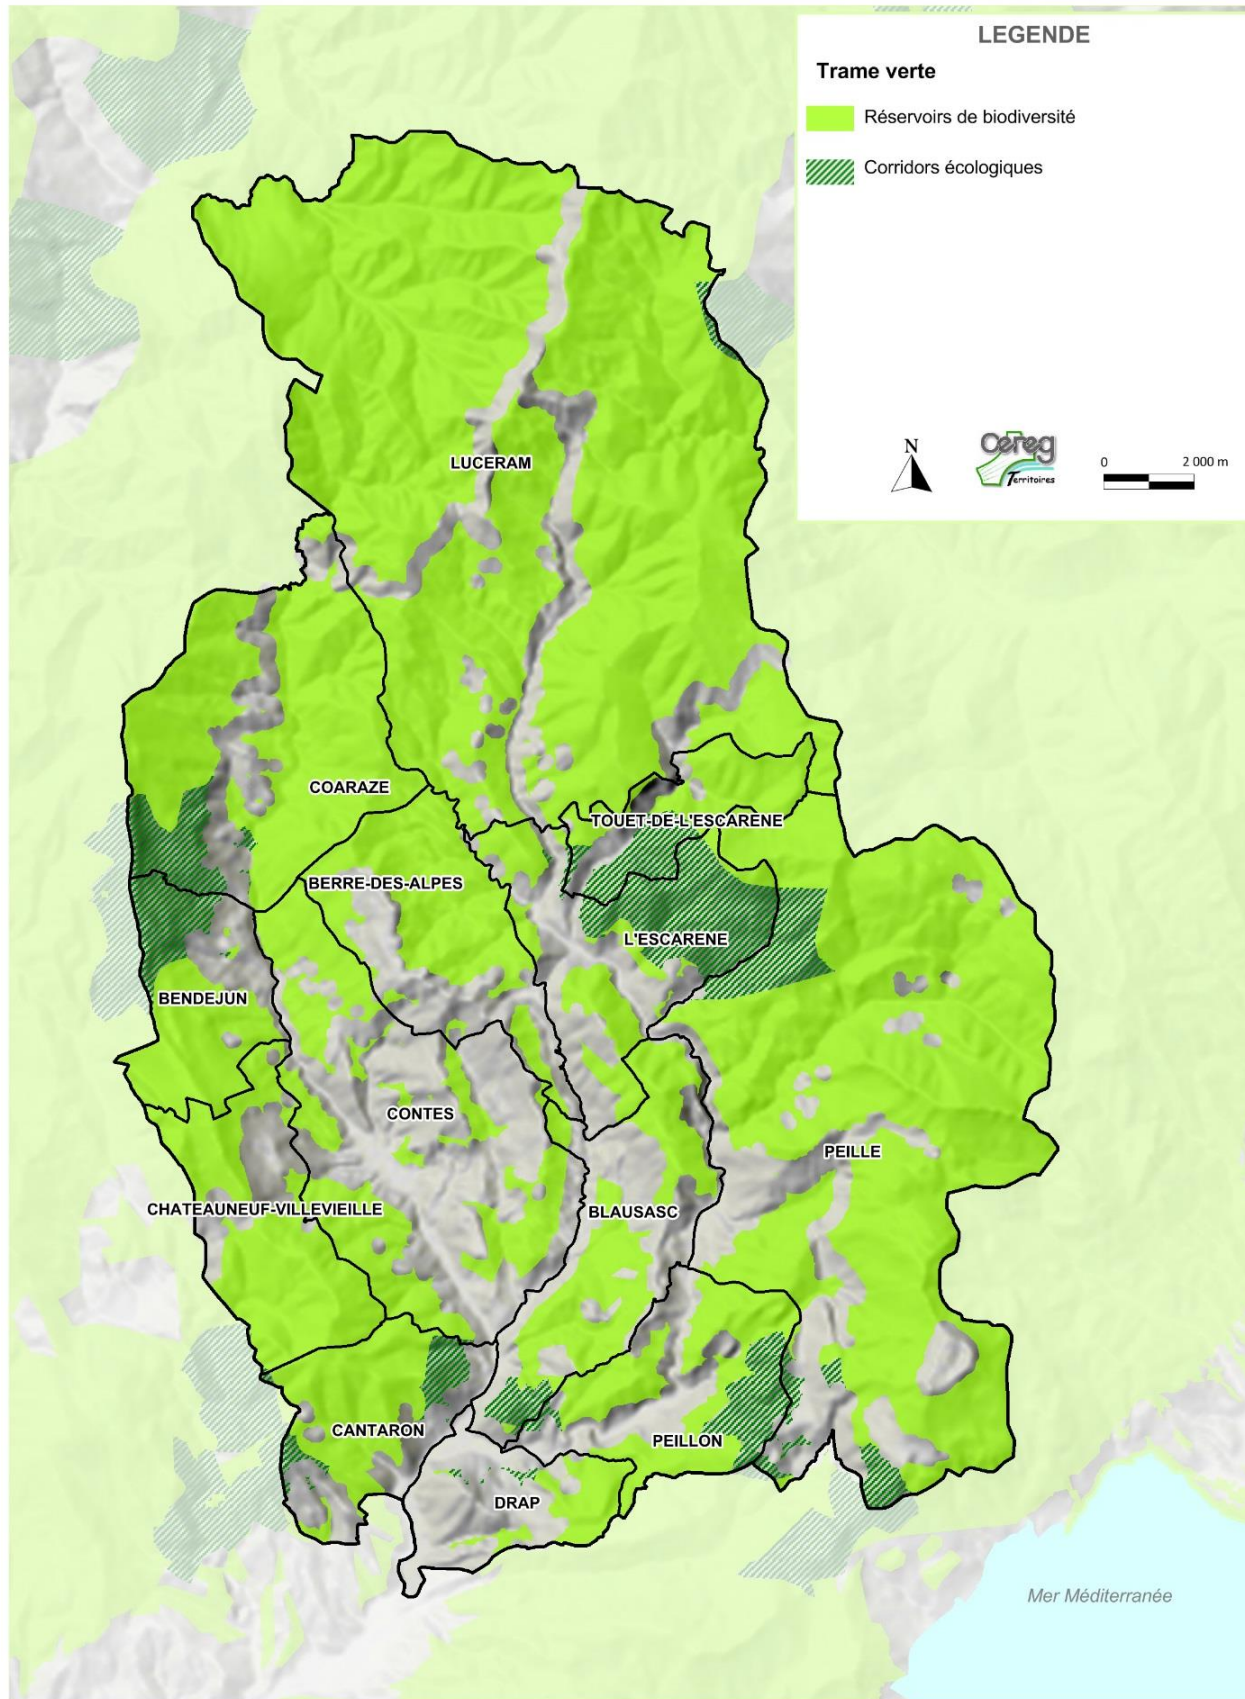 LEGENDE
Trame verte
Réservoirs de biodiversité
Corridors écologiques
N
Cereg
Territoires
0 2 000 m
LUCERAM
COARAZE
TOUET-DE-L'ESCARÈNE
BERRE-DES-ALPES
L'ESCARENE
BENDEJUN
CONTES
PEILLE
CHATEAUNEUF-VILLEVIEILLE
BLAUSASC
CANTARON
PEILLON
DRAP
Mer Méditerranée